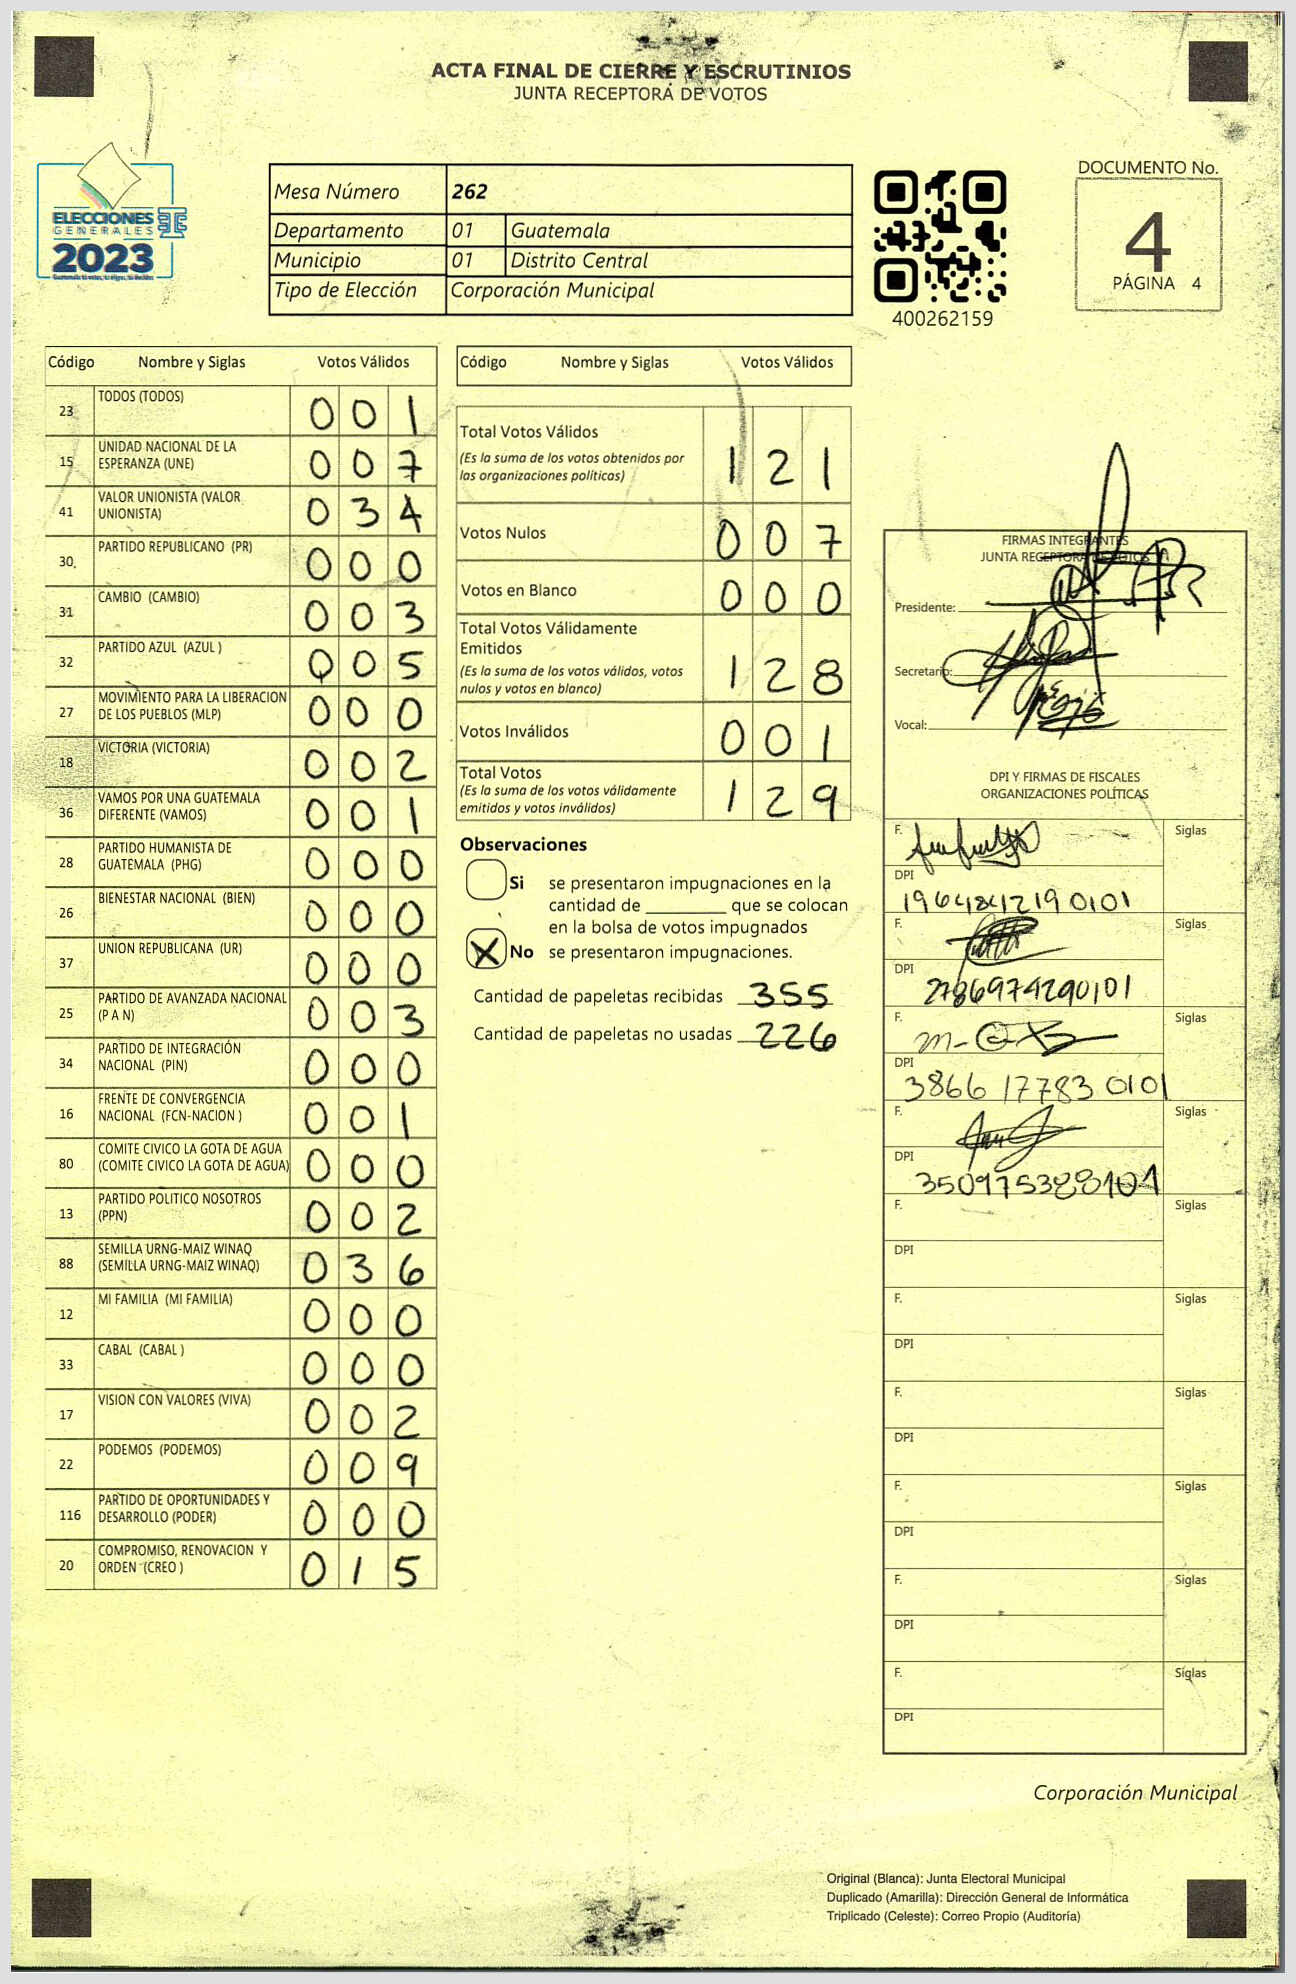 ACTA FINAL DE CIERRE Y ESCRUTINIOS
JUNTA RECEPTORA DE VOTOS
ELECCIONES
GENERALES
2023
Mesa Número 262
Departamento 01 Guatemala
Municipio 01 Distrito Central
Tipo de Elección Corporación Municipal
400262159
DOCUMENTO No.
4
PÁGINA 4
Código Nombre y Siglas Votos Válidos
23 TODOS (TODOS) 0 0 1
15 UNIDAD NACIONAL DE LA
ESPERANZA (UNE) 0 0 7
41 VALOR UNIONISTA (VALOR
UNIONISTA) 0 3 4
30 PARTIDO REPUBLICANO (PR) 0 0 0
31 CAMBIO (CAMBIO) 0 0 3
32 PARTIDO AZUL (AZUL ) 0 0 5
27 MOVIMIENTO PARA LA LIBERACION
DE LOS PUEBLOS (MLP) 0 0 0
18 VICTORIA (VICTORIA) 0 0 2
36 VAMOS POR UNA GUATEMALA
DIFERENTE (VAMOS) 0 0 1
28 PARTIDO HUMANISTA DE
GUATEMALA (PHG) 0 0 0
26 BIENESTAR NACIONAL (BIEN) 0 0 0
37 UNION REPUBLICANA (UR) 0 0 0
25 PARTIDO DE AVANZADA NACIONAL
(P A N) 0 0 3
34 PARTIDO DE INTEGRACIÓN
NACIONAL (PIN) 0 0 0
16 FRENTE DE CONVERGENCIA
NACIONAL (FCN-NACION ) 0 0 1
80 COMITE CIVICO LA GOTA DE AGUA
(COMITE CIVICO LA GOTA DE AGUA) 0 0 0
13 PARTIDO POLITICO NOSOTROS
(PPN) 0 0 2
88 SEMILLA URNG-MAIZ WINAQ
(SEMILLA URNG-MAIZ WINAQ) 0 3 6
12 MI FAMILIA (MI FAMILIA) 0 0 0
33 CABAL (CABAL ) 0 0 0
17 VISION CON VALORES (VIVA) 0 0 2
22 PODEMOS (PODEMOS) 0 0 9
116 PARTIDO DE OPORTUNIDADES Y
DESARROLLO (PODER) 0 0 0
20 COMPROMISO, RENOVACION Y
ORDEN (CREO ) 0 1 5
Código Nombre y Siglas Votos Válidos
Total Votos Válidos
(Es la suma de los votos obtenidos por
las organizaciones políticas) 1 2 1
Votos Nulos 0 0 7
Votos en Blanco 0 0 0
Total Votos Válidamente
Emitidos
(Es la suma de los votos válidos, votos
nulos y votos en blanco) 1 2 8
Votos Inválidos 0 0 1
Total Votos
(Es la suma de los votos válidamente
emitidos y votos inválidos) 1 2 9
Observaciones
Si se presentaron impugnaciones en la
cantidad de ________ que se colocan
en la bolsa de votos impugnados
X No se presentaron impugnaciones.
Cantidad de papeletas recibidas 355
Cantidad de papeletas no usadas 226
FIRMAS INTEGRANTES
JUNTA RECEPTORA DE VOTOS
Presidente:
Secretario:
Vocal:
DPI Y FIRMAS DE FISCALES
ORGANIZACIONES POLÍTICAS
F. Siglas
DPI
1964842190101
F. Siglas
DPI
2786974290101
F. Siglas
DPI
3866 17783 0101
F. Siglas
DPI
F. Siglas
DPI
F. Siglas
DPI
F. Siglas
DPI
F. Siglas
DPI
F. Siglas
DPI
F. Siglas
DPI
Corporación Municipal
Original (Blanca): Junta Electoral Municipal
Duplicado (Amarilla): Dirección General de Informática
Triplicado (Celeste): Correo Propio (Auditoría)